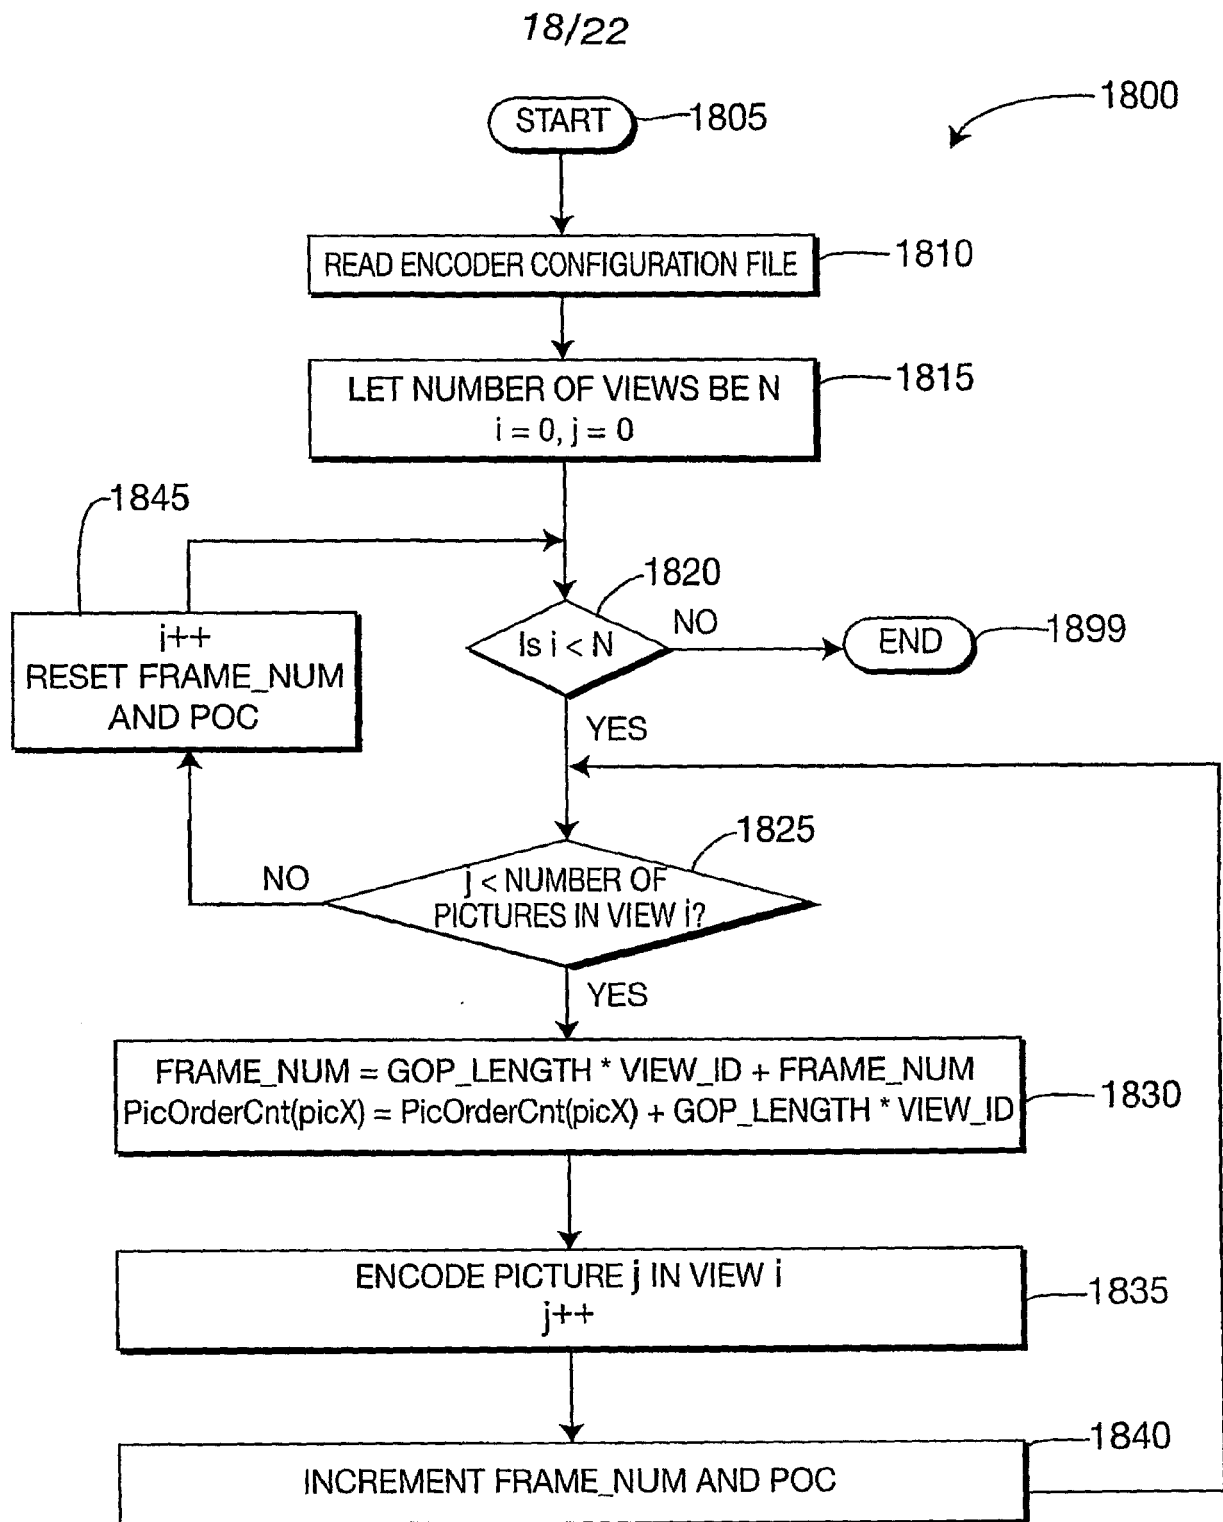 18/22
START
1805
1800
READ ENCODER CONFIGURATION FILE
1810
LET NUMBER OF VIEWS BE N
i = 0, j = 0
1815
1845
i++
RESET FRAME_NUM
AND POC
1820
Is i < N
NO
END
1899
YES
1825
NO
j < NUMBER OF
PICTURES IN VIEW i?
YES
FRAME_NUM = GOP_LENGTH * VIEW_ID + FRAME_NUM
PicOrderCnt(picX) = PicOrderCnt(picX) + GOP_LENGTH * VIEW_ID
1830
ENCODE PICTURE j IN VIEW i
j++
1835
INCREMENT FRAME_NUM AND POC
1840